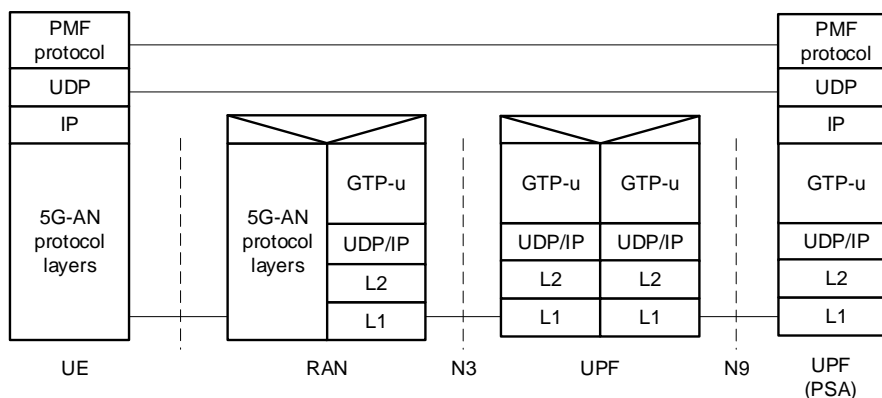 PMF
protocol
PMF
protocol
UDP
UDP
IP
IP
5G-AN
protocol
layers
5G-AN
protocol
layers
GTP-u
GTP-u
GTP-u
GTP-u
UDP/IP
UDP/IP
UDP/IP
UDP/IP
L2
L2
L2
L2
L1
L1
L1
L1
UE
RAN
N3
UPF
N9
UPF
(PSA)